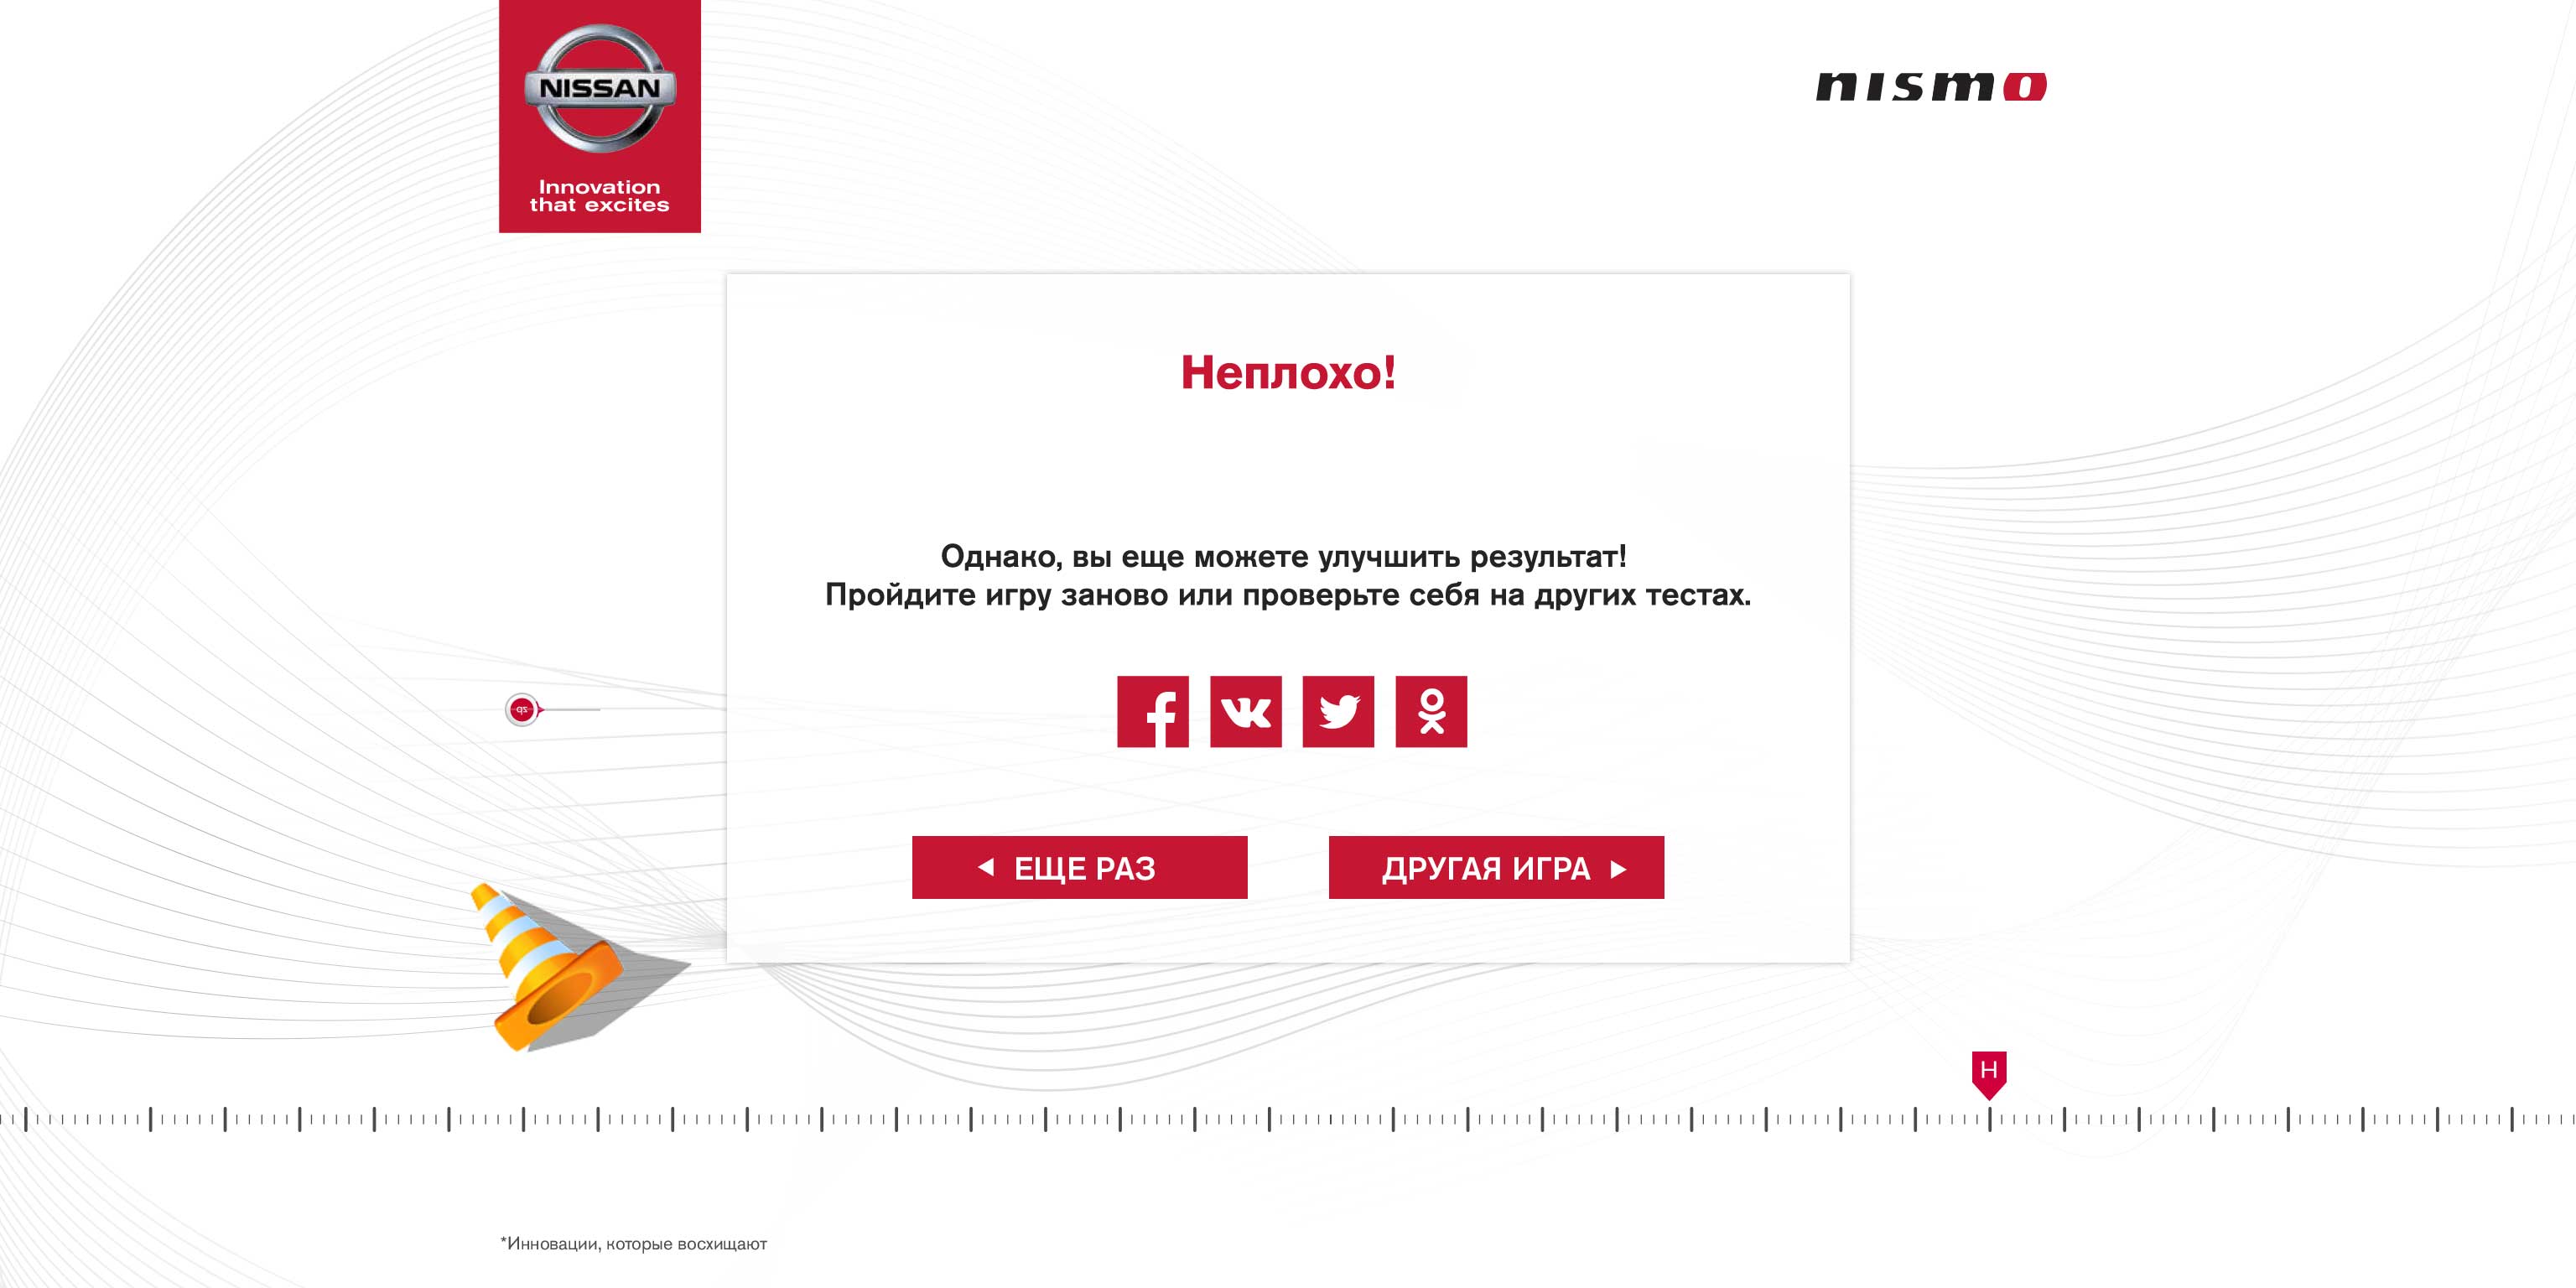 NISSAN
Innovation
that excites
nismo
Неплохо!
Однако, вы еще можете улучшить результат!
Пройдите игру заново или проверьте себя на других тестах.
ЕЩЕ РАЗ
ДРУГАЯ ИГРА
Н
*Инновации, которые восхищают